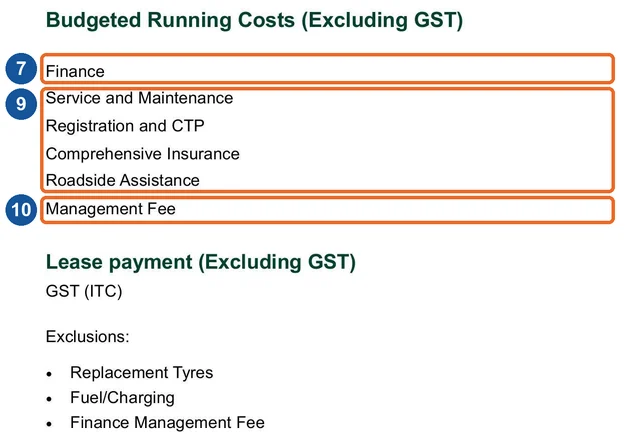 Budgeted Running Costs (Excluding GST)
7 Finance
9 Service and Maintenance
Registration and CTP
Comprehensive Insurance
Roadside Assistance
10 Management Fee
Lease payment (Excluding GST)
GST (ITC)
Exclusions:
• Replacement Tyres
• Fuel/Charging
• Finance Management Fee